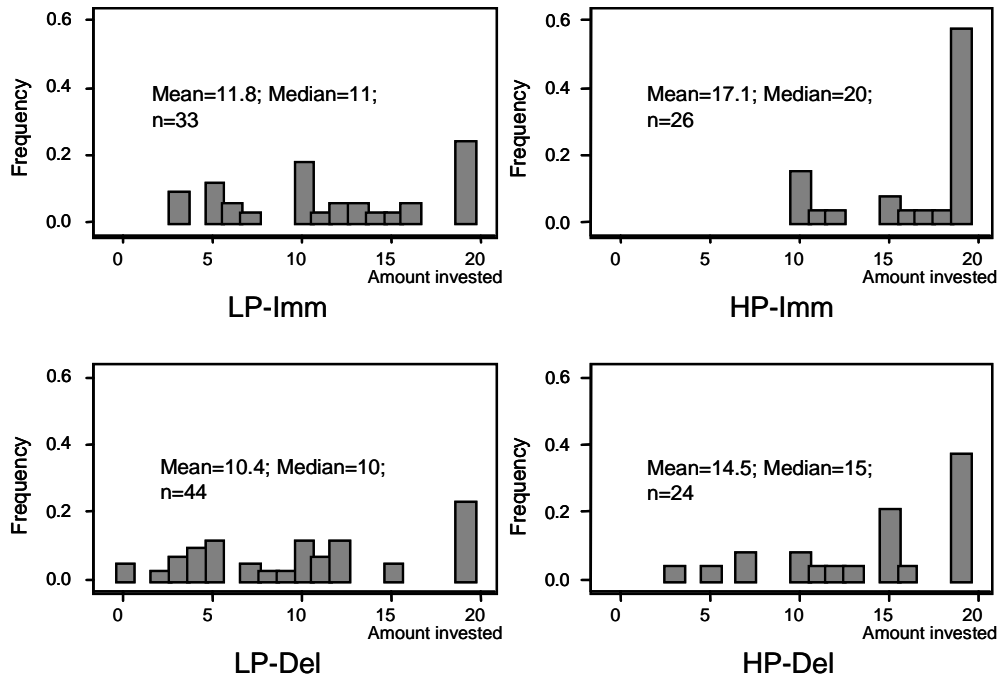 0.6
0.4
0.2
0.0
Frequency
Mean=11.8; Median=11;
n=33
0 5 10 15 20
Amount invested
LP-Imm
0.6
0.4
0.2
0.0
Frequency
Mean=17.1; Median=20;
n=26
0 5 10 15 20
Amount invested
HP-Imm
0.6
0.4
0.2
0.0
Frequency
Mean=10.4; Median=10;
n=44
0 5 10 15 20
Amount invested
LP-Del
0.6
0.4
0.2
0.0
Frequency
Mean=14.5; Median=15;
n=24
0 5 10 15 20
Amount invested
HP-Del